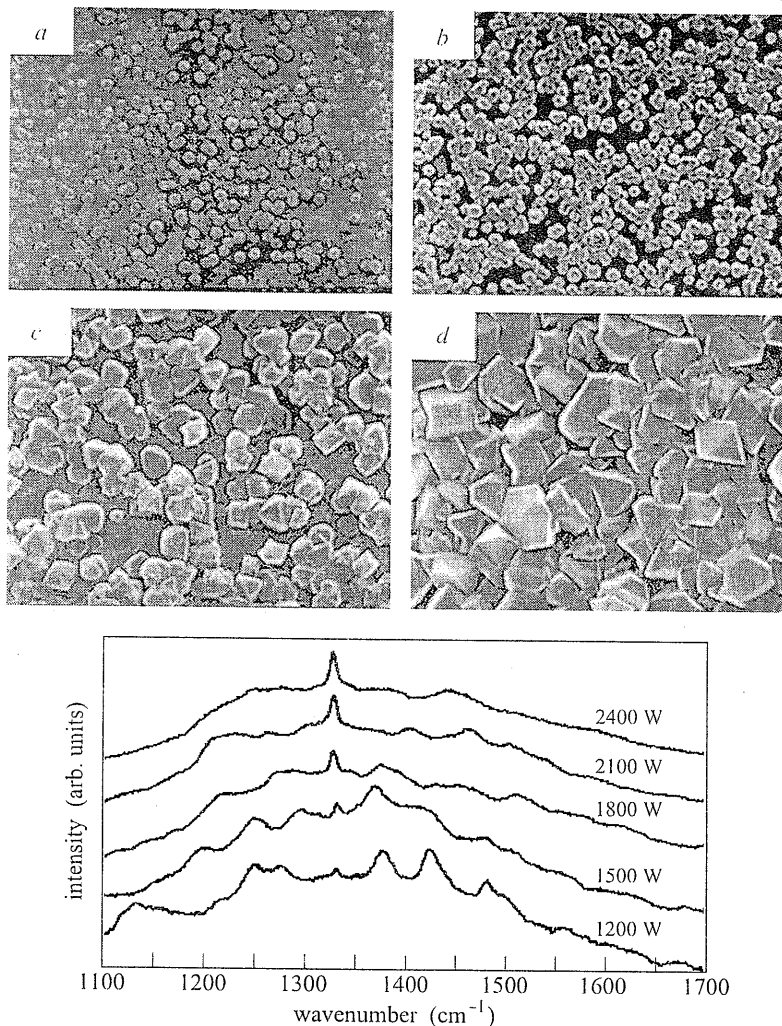 a
b
c
d
2400 W
2100 W
1800 W
1500 W
1200 W
intensity (arb. units)
1100 1200 1300 1400 1500 1600 1700
wavenumber (cm⁻¹)